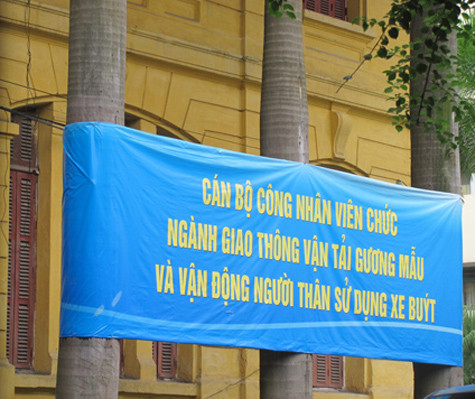 CÁN BỘ CÔNG NHÂN VIÊN CHỨC
NGÀNH GIAO THÔNG VẬN TẢI GƯƠNG MẪU
VÀ VẬN ĐỘNG NGƯỜI THÂN SỬ DỤNG XE BUÝT